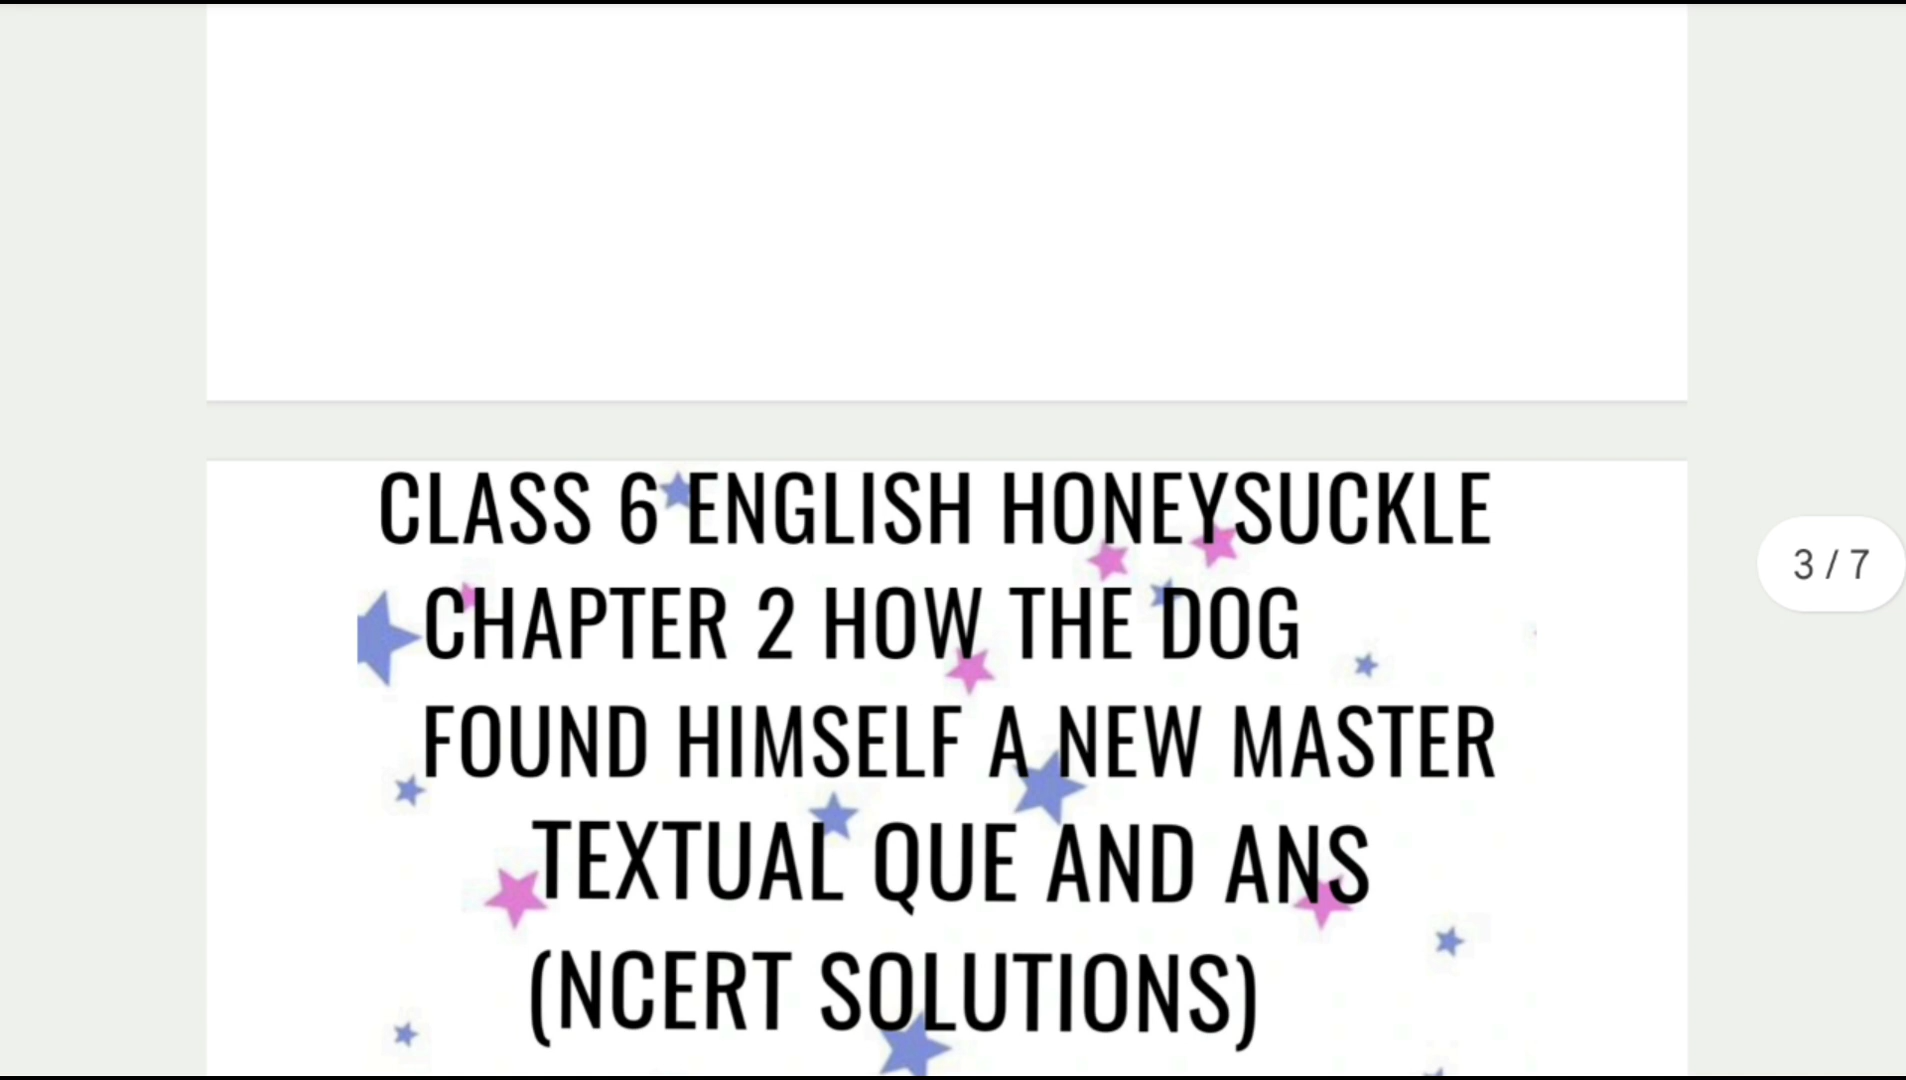 CLASS 6 ENGLISH HONEYSUCKLE
CHAPTER 2 HOW THE DOG
FOUND HIMSELF A NEW MASTER
3 / 7
TEXTUAL QUE AND ANS
(NCERT SOLUTIONS)